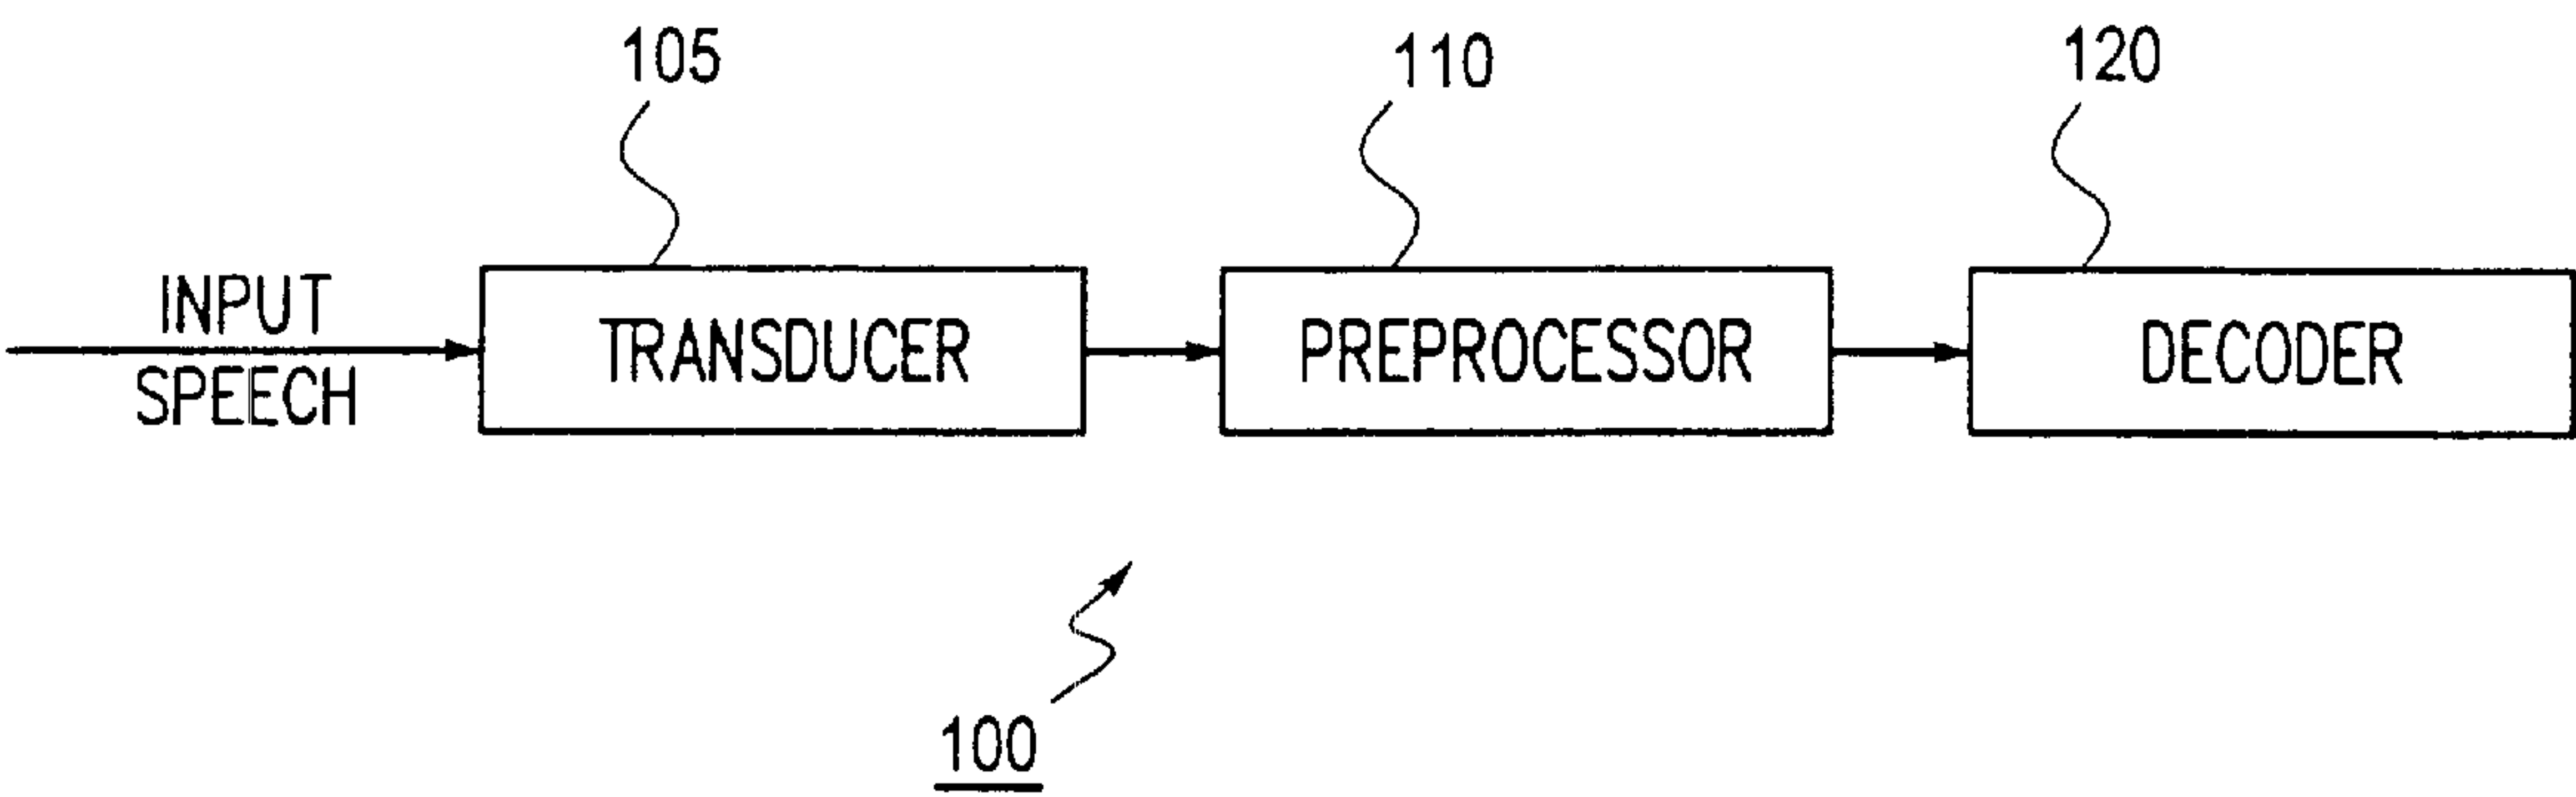 105
110
120
INPUT
SPEECH
TRANSDUCER
PREPROCESSOR
DECODER
100